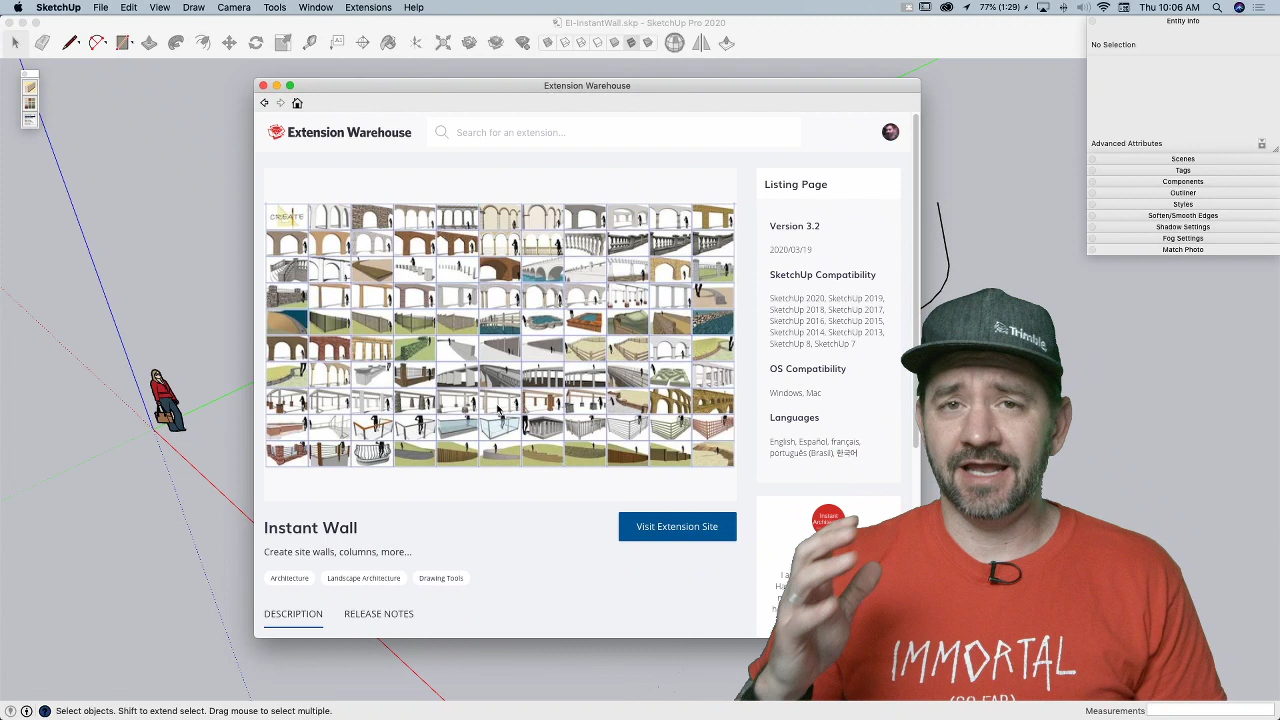 SketchUp File Edit View Draw Camera Tools Window Extensions Help
77% (1:29) Thu 10:06 AM
EI-InstantWall.skp - SketchUp Pro 2020
Entity Info
No Selection
Advanced Attributes
Scenes
Tags
Components
Outliner
Styles
Soften/Smooth Edges
Shadow Settings
Fog Settings
Match Photo
Extension Warehouse
Extension Warehouse
Search for an extension...
CREATE
Listing Page
Version 3.2
2020/03/19
SketchUp Compatibility
SketchUp 2020, SketchUp 2019,
SketchUp 2018, SketchUp 2017,
SketchUp 2016, SketchUp 2015,
SketchUp 2014, SketchUp 2013,
SketchUp 8, SketchUp 7
OS Compatibility
Windows, Mac
Languages
English, Español, français,
português (Brasil), 한국어
Instant Wall
Visit Extension Site
Create site walls, columns, more...
Architecture Landscape Architecture Drawing Tools
DESCRIPTION RELEASE NOTES
Instant
I a
Ha
Trimble
IMMORTAL
(SO FAR)
Select objects. Shift to extend select. Drag mouse to select multiple.
Measurements